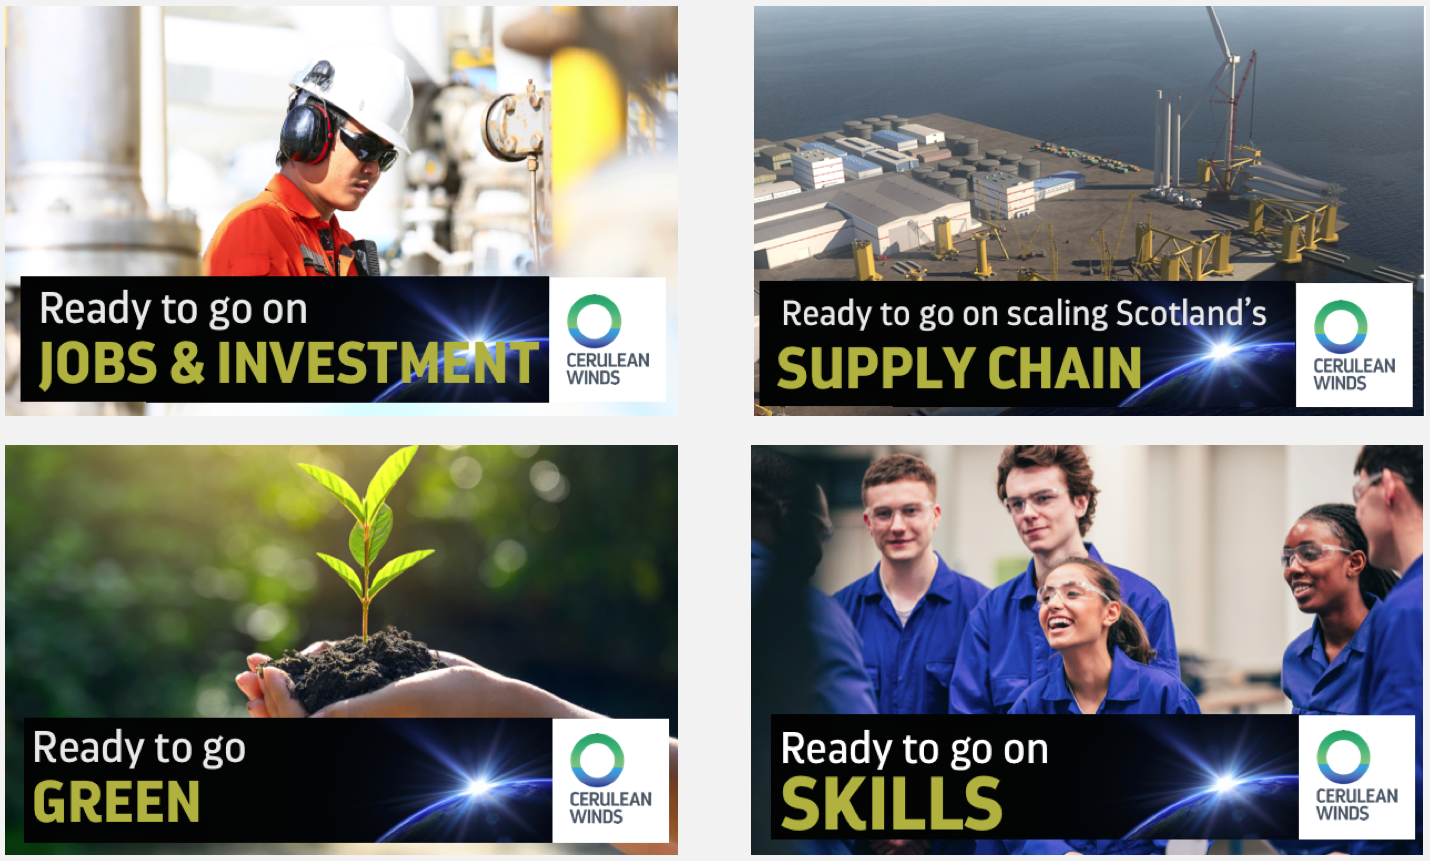 Ready to go on
JOBS & INVESTMENT
CERULEAN
WINDS
Ready to go on scaling Scotland's
SUPPLY CHAIN
CERULEAN
WINDS
Ready to go
GREEN
CERULEAN
WINDS
Ready to go on
SKILLS
CERULEAN
WINDS